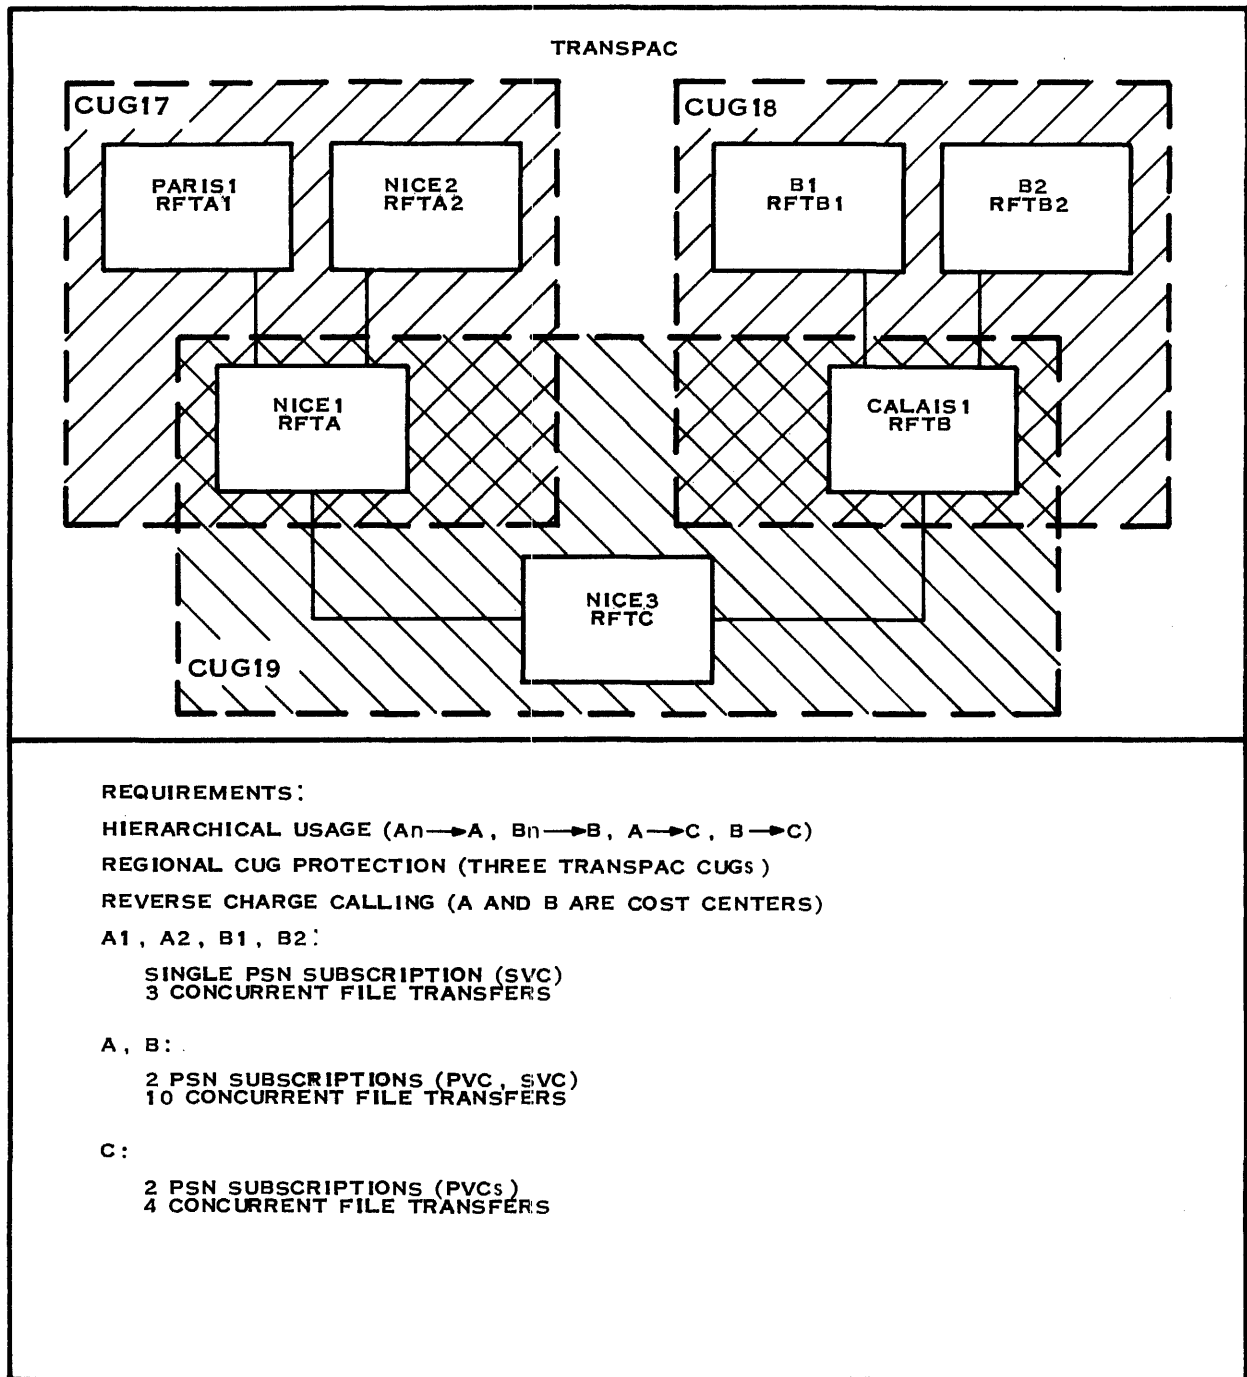 TRANSPAC
CUG17
CUG18
PARIS1
RFTA1
NICE2
RFTA2
B1
RFTB1
B2
RFTB2
NICE1
RFTA
CALAIS1
RFTB
NICE3
RFTC
CUG19
REQUIREMENTS:
HIERARCHICAL USAGE (An→A, Bn→B, A→C, B→C)
REGIONAL CUG PROTECTION (THREE TRANSPAC CUGs)
REVERSE CHARGE CALLING (A AND B ARE COST CENTERS)
A1, A2, B1, B2:
SINGLE PSN SUBSCRIPTION (SVC)
3 CONCURRENT FILE TRANSFERS
A, B:
2 PSN SUBSCRIPTIONS (PVC, SVC)
10 CONCURRENT FILE TRANSFERS
C:
2 PSN SUBSCRIPTIONS (PVCs)
4 CONCURRENT FILE TRANSFERS